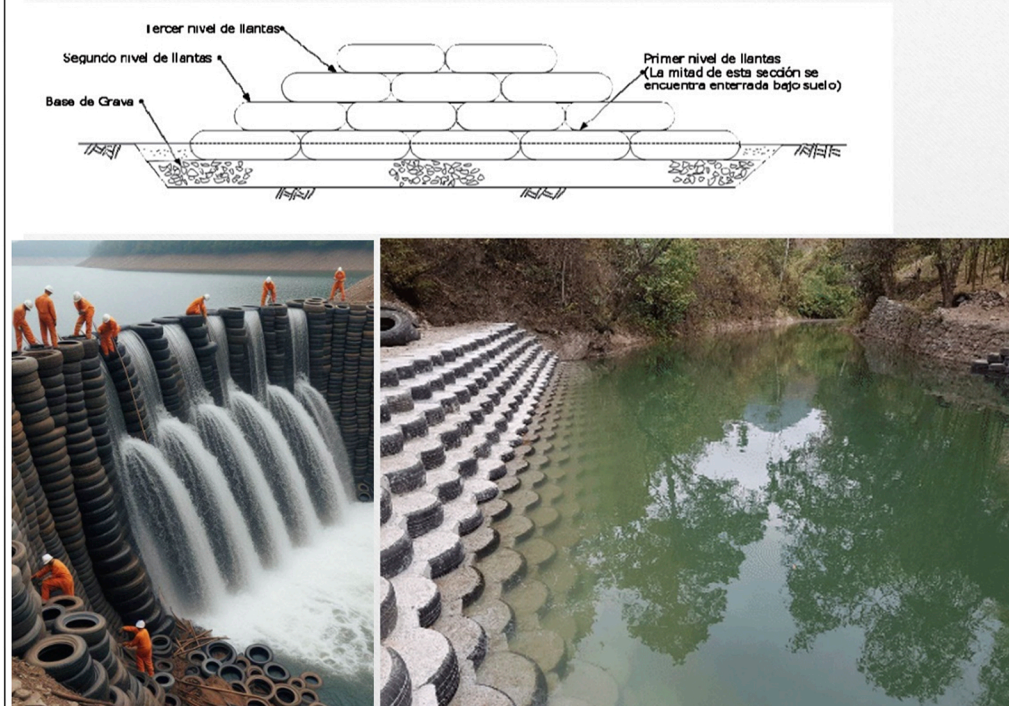 Tercer nivel de llantas
Segundo nivel de llantas
Primer nivel de llantas
(La mitad de esta sección se
encuentra enterrada bajo suelo)
Base de Grava